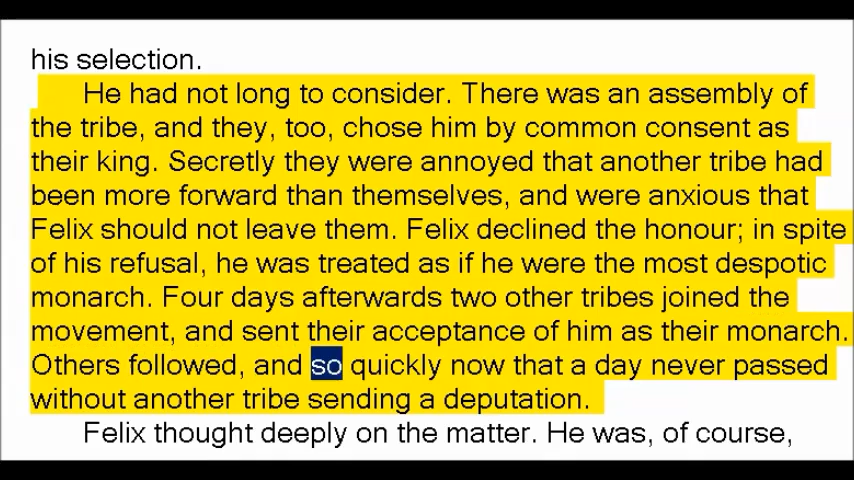 his selection.
He had not long to consider. There was an assembly of
the tribe, and they, too, chose him by common consent as
their king. Secretly they were annoyed that another tribe had
been more forward than themselves, and were anxious that
Felix should not leave them. Felix declined the honour; in spite
of his refusal, he was treated as if he were the most despotic
monarch. Four days afterwards two other tribes joined the
movement, and sent their acceptance of him as their monarch.
Others followed, and so quickly now that a day never passed
without another tribe sending a deputation.
Felix thought deeply on the matter. He was, of course,